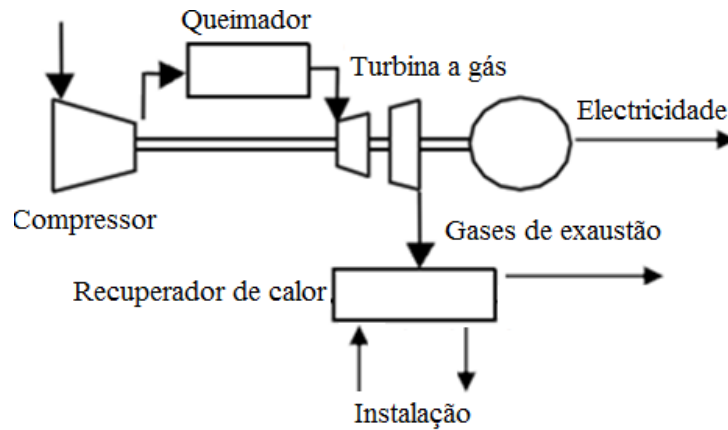 Queimador
Turbina a gás
Electricidade
Compressor
Gases de exaustão
Recuperador de calor
Instalação